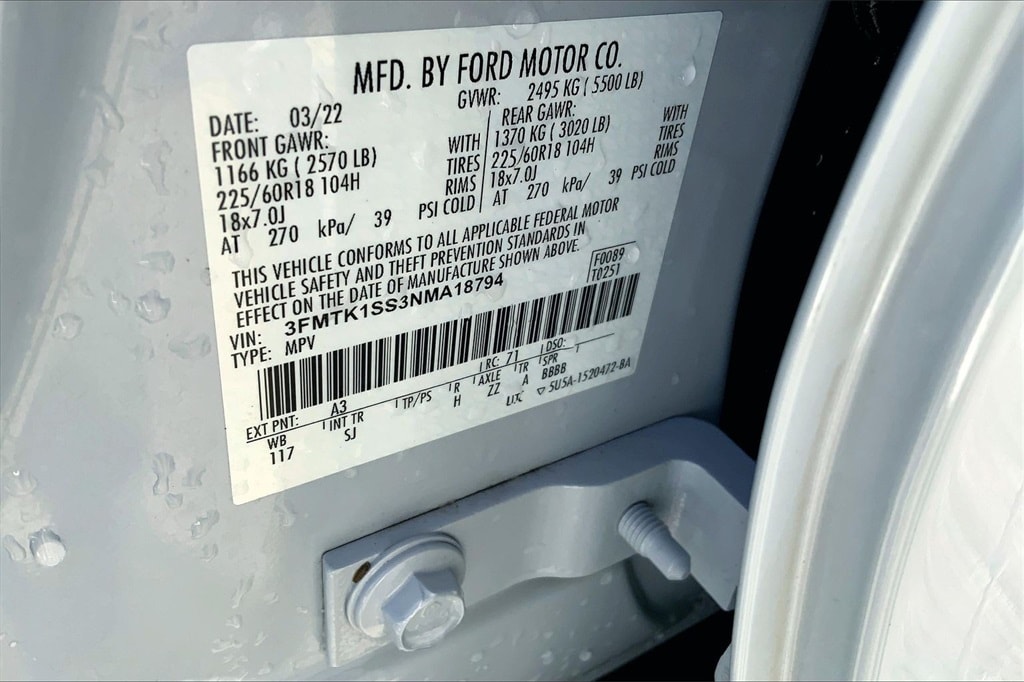 MFD. BY FORD MOTOR CO.
DATE: 03/22 GVWR: 2495 KG ( 5500 LB)
FRONT GAWR: REAR GAWR:
1166 KG ( 2570 LB) WITH 1370 KG ( 3020 LB) WITH
225/60R18 104H TIRES 225/60R18 104H TIRES
18x7.0J RIMS 18x7.0J RIMS
AT 270 kPa/ 39 PSI COLD AT 270 kPa/ 39 PSI COLD
THIS VEHICLE CONFORMS TO ALL APPLICABLE FEDERAL MOTOR
VEHICLE SAFETY AND THEFT PREVENTION STANDARDS IN
EFFECT ON THE DATE OF MANUFACTURE SHOWN ABOVE.
F0089
T0251
VIN: 3FMTK1SS3NMA18794
TYPE: MPV
EXT PNT: A3 RC: 71 DSO:
WB INT TR TP/PS R AXLE TR SPR
117 SJ H ZZ A BBBB
5U5A-1520472-BA